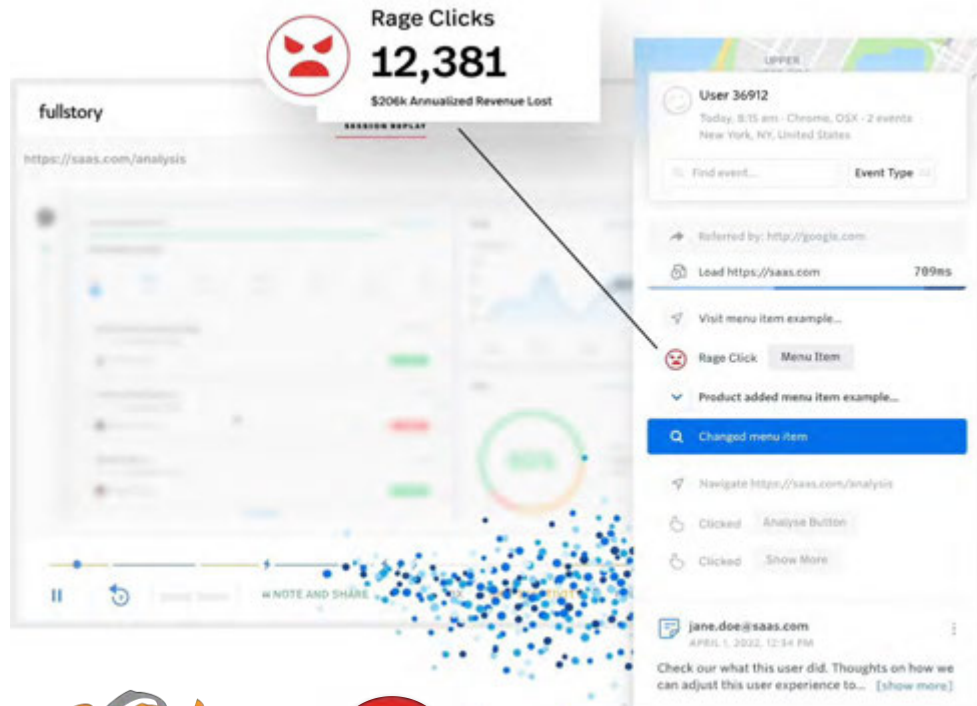 Rage Clicks
12,381
$206k Annualized Revenue Lost
fullstory
SESSION REPLAY
https://saas.com/analysis
NOTE AND SHARE
UPPER
User 36912
Today, 8:15 am - Chrome, OSX - 2 events
New York, NY, United States
Find event...
Event Type
Referred by: http://google.com
Load https://saas.com
709ms
Visit menu item example...
Rage Click
Menu Item
Product added menu item example...
Changed menu item
Navigate https://saas.com/analysis
Clicked
Analyse Button
Clicked
Show More
jane.doe@saas.com
APRIL 1, 2022, 12:54 PM
Check our what this user did. Thoughts on how we
can adjust this user experience to... [show more]